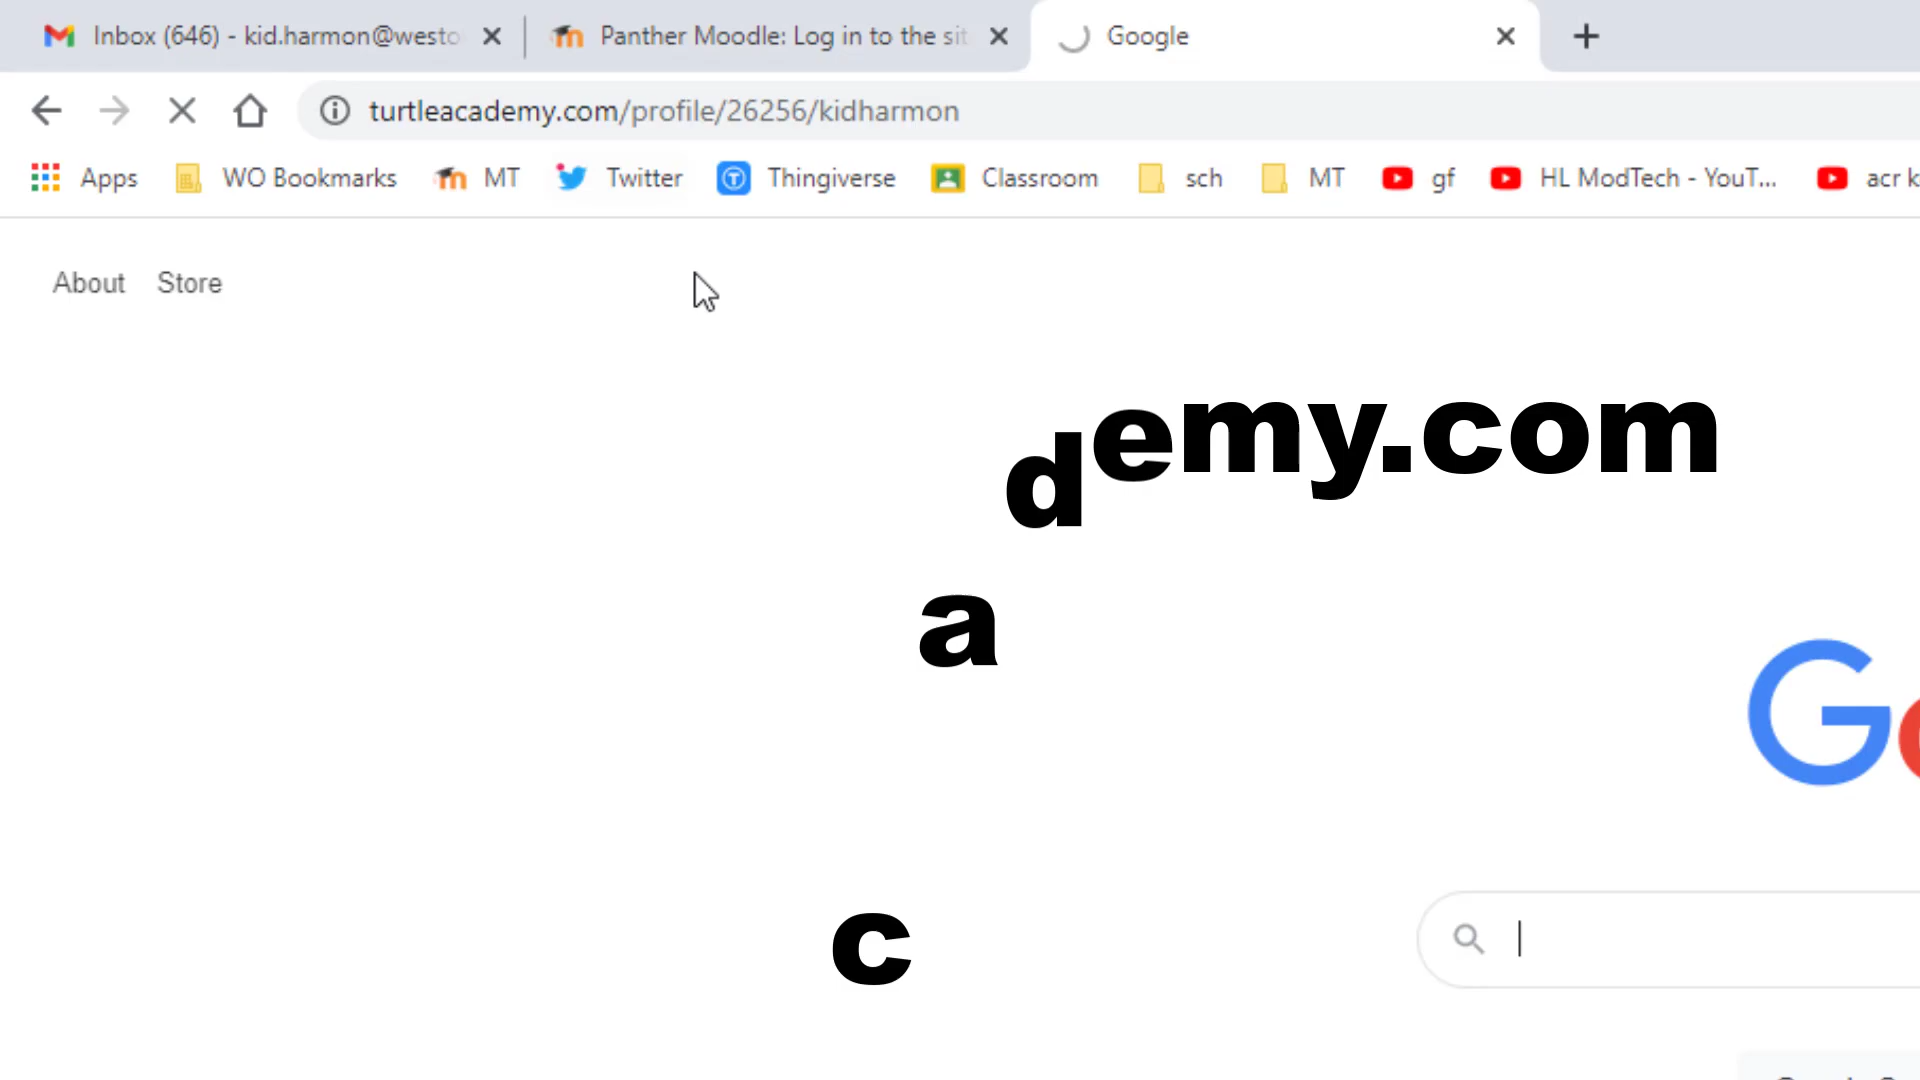 Inbox (646) - kid.harmon@westo
Panther Moodle: Log in to the sit
Google
turtleacademy.com/profile/26256/kidharmon
Apps
WO Bookmarks
MT
Twitter
Thingiverse
Classroom
sch
MT
gf
HL ModTech - YouT...
acr k
About
Store
demy.com
a
c
G